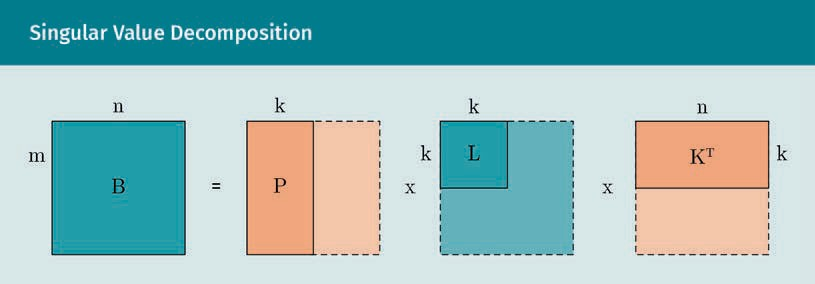 Singular Value Decomposition
n
k
k
n
m
B
=
P
x
k
L
x
Kᵀ
k